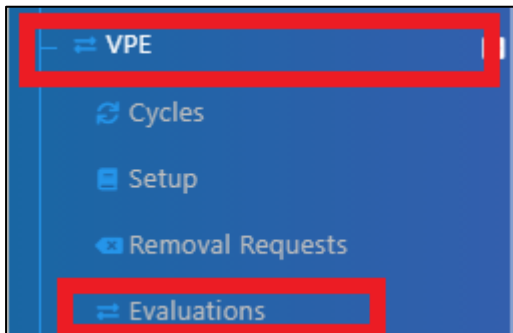 VPE
Cycles
Setup
Removal Requests
Evaluations